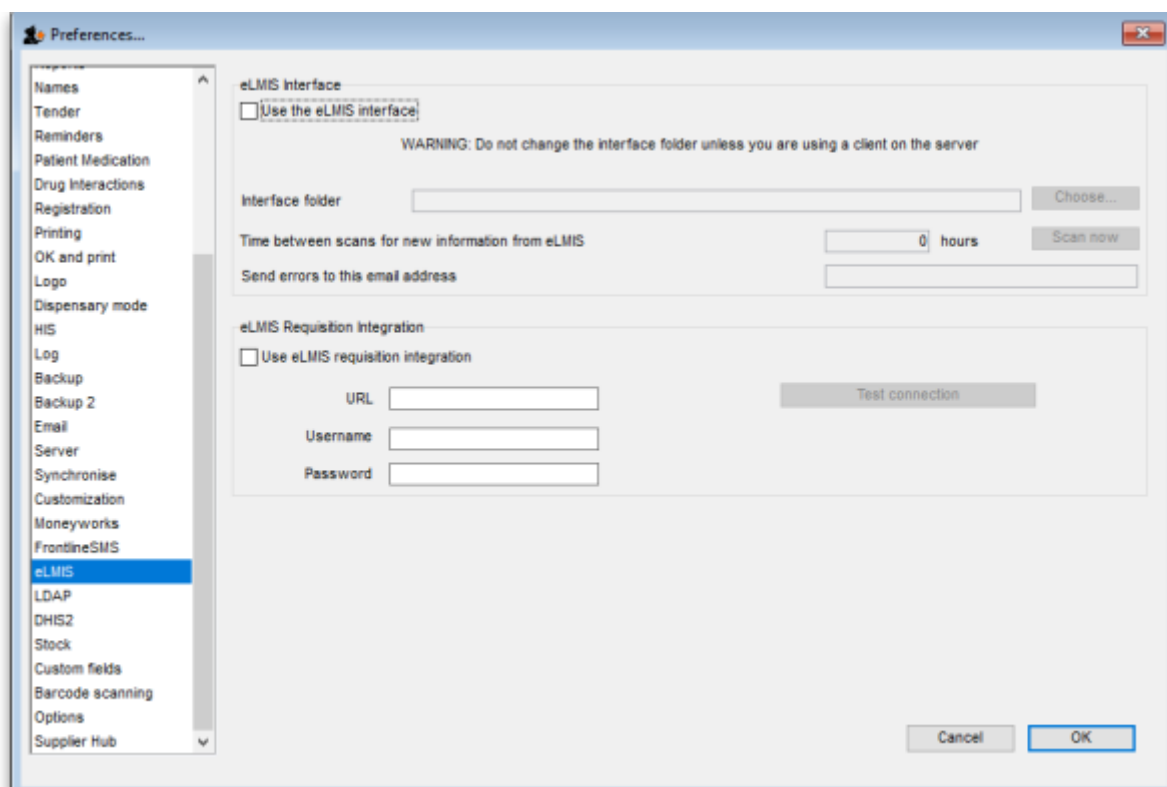 Preferences...
Reports
Names
Tender
Reminders
Patient Medication
Drug Interactions
Registration
Printing
OK and print
Logo
Dispensary mode
HIS
Log
Backup
Backup 2
Email
Server
Synchronise
Customization
Moneyworks
FrontlineSMS
eLMIS
LDAP
DHIS2
Stock
Custom fields
Barcode scanning
Options
Supplier Hub
eLMIS Interface
Use the eLMIS interface
WARNING: Do not change the interface folder unless you are using a client on the server
Interface folder Choose...
Time between scans for new information from eLMIS 0 hours Scan now
Send errors to this email address
eLMIS Requisition Integration
Use eLMIS requisition integration
URL Test connection
Username
Password
Cancel OK